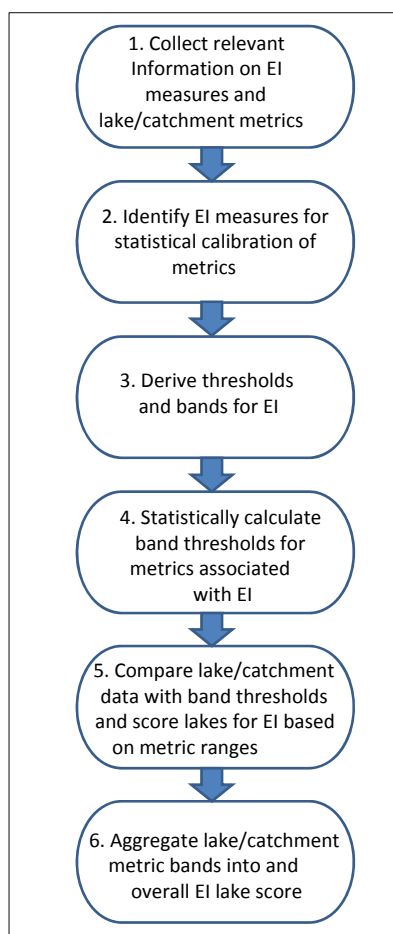 1. Collect relevant
Information on EI
measures and
lake/catchment metrics
2. Identify EI measures for
statistical calibration of
metrics
3. Derive thresholds
and bands for EI
4. Statistically calculate
band thresholds for
metrics associated
with EI
5. Compare lake/catchment
data with band thresholds
and score lakes for EI based
on metric ranges
6. Aggregate lake/catchment
metric bands into and
overall EI lake score